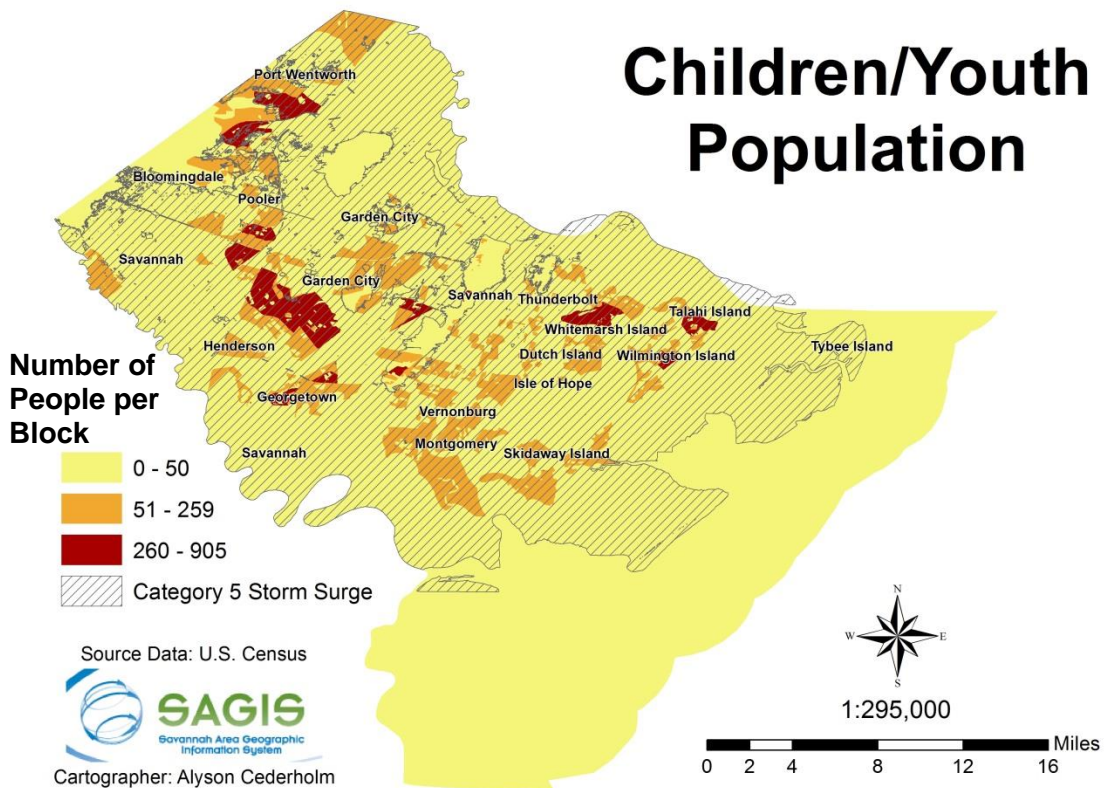 Children/Youth
Population
Port Wentworth
Bloomingdale
Pooler
Garden City
Savannah
Garden City
Savannah
Thunderbolt
Talahi Island
Whitemarsh Island
Henderson
Dutch Island
Wilmington Island
Tybee Island
Isle of Hope
Georgetown
Vernonburg
Montgomery
Savannah
Skidaway Island
Number of
People per
Block
0 - 50
51 - 259
260 - 905
Category 5 Storm Surge
Source Data: U.S. Census
SAGIS
Savannah Area Geographic
Information System
Cartographer: Alyson Cederholm
N
W E
S
1:295,000
Miles
0 2 4 8 12 16